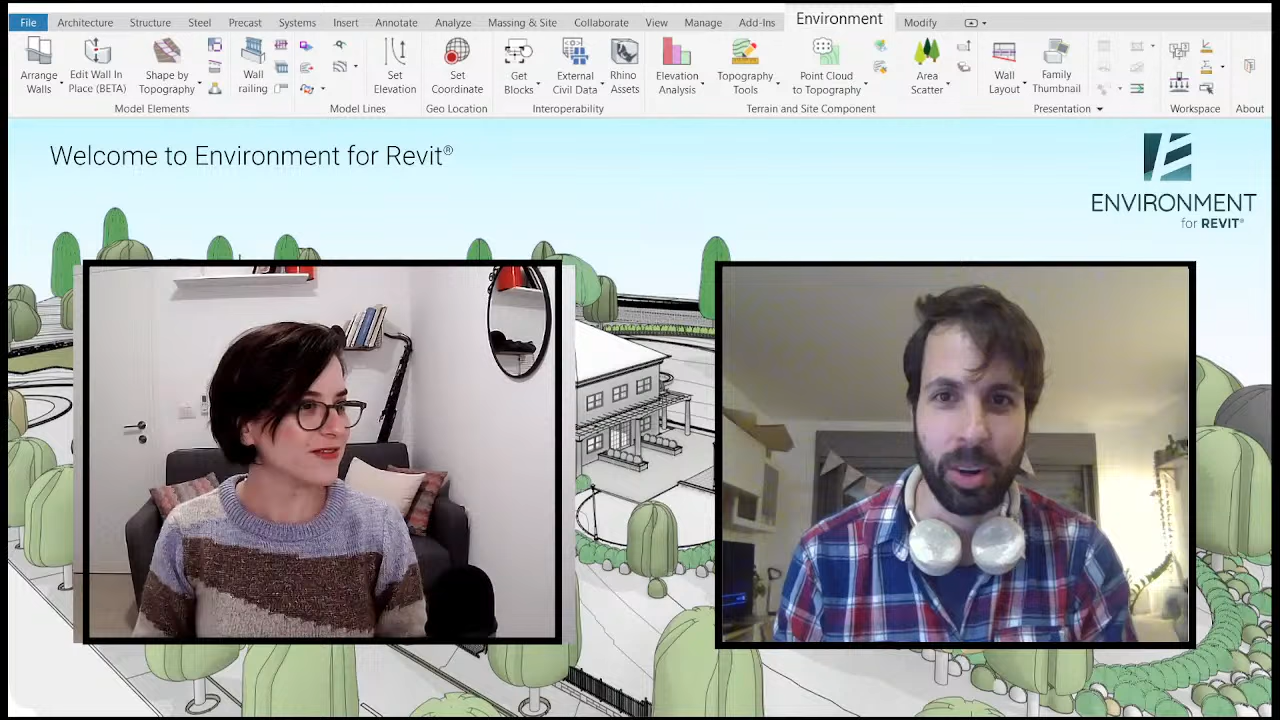 File Architecture Structure Steel Precast Systems Insert Annotate Analyze Massing & Site Collaborate View Manage Add-Ins Environment Modify
Arrange Edit Wall In Shape by Wall Set Set Get External Rhino Elevation Topography Point Cloud Area Wall Family
Walls Place (BETA) Topography railing Elevation Blocks Civil Data Assets Analysis Tools to Topography Scatter Layout Thumbnail
Model Elements Model Lines Geo Location Interoperability Terrain and Site Component Presentation Workspace About
Welcome to Environment for Revit®
ENVIRONMENT
for REVIT®